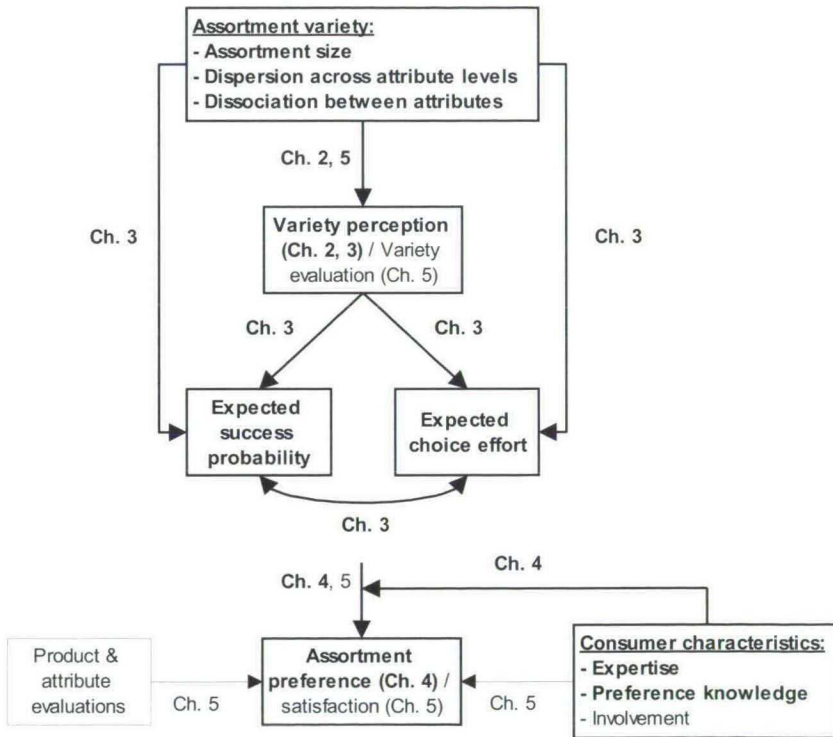 Assortment variety:
- Assortment size
- Dispersion across attribute levels
- Dissociation between attributes
Ch. 2, 5
Ch. 3
Variety perception
(Ch. 2, 3) / Variety
evaluation (Ch. 5)
Ch. 3
Ch. 3
Ch. 3
Expected
success
probability
Expected
choice effort
Ch. 3
Ch. 4
Ch. 4, 5
Product &
attribute
evaluations
Ch. 5
Assortment
preference (Ch. 4) /
satisfaction (Ch. 5)
Ch. 5
Consumer characteristics:
- Expertise
- Preference knowledge
- Involvement